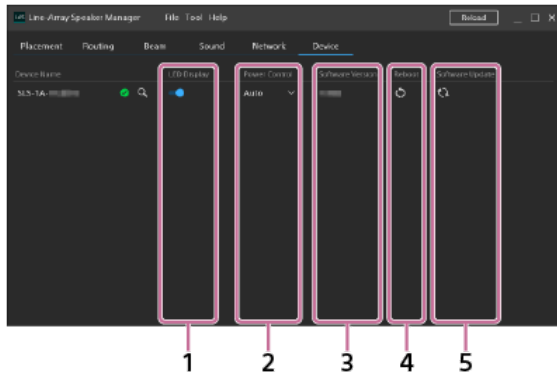 Line-Array Speaker Manager File Tool Help Reload
Placement Routing Beam Sound Network Device
Device Name LED Display Power Control Software Version Reboot Software Update
SLS-1A- Auto
1 2 3 4 5